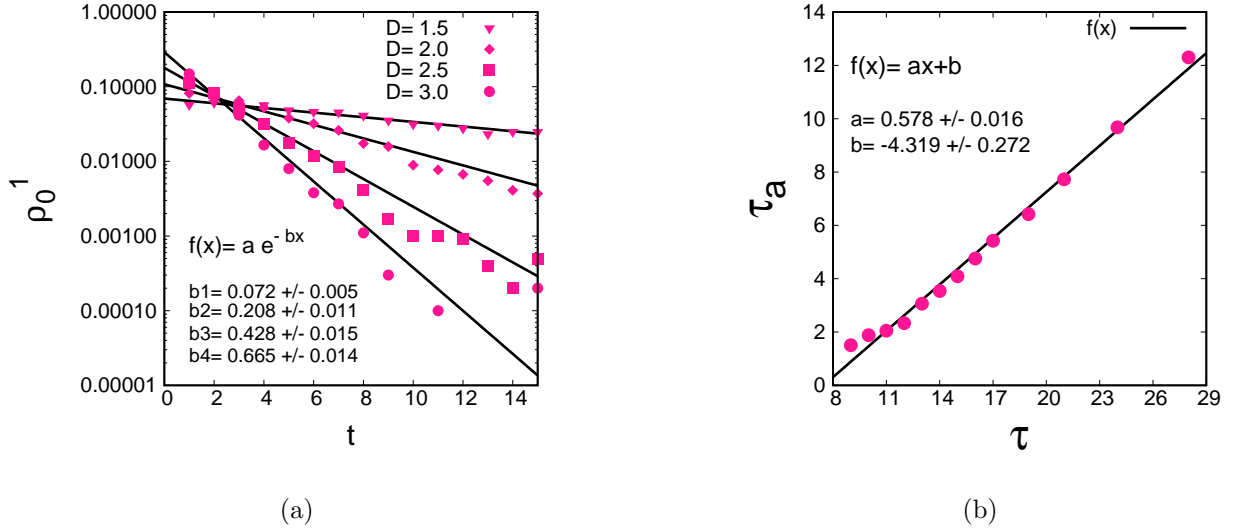 1.00000
0.10000
0.01000
0.00100
0.00010
0.00001
0 2 4 6 8 10 12 14
ρ₀¹
t
D= 1.5
D= 2.0
D= 2.5
D= 3.0
f(x)= a e⁻ ᵇˣ
b1= 0.072 +/- 0.005
b2= 0.208 +/- 0.011
b3= 0.428 +/- 0.015
b4= 0.665 +/- 0.014
(a)
14
12
10
8
6
4
2
0
8 11 14 15 17 21 23 29
τₐ
τ
f(x)
f(x)= ax+b
a = 0.578 +/- 0.016
b= -4.319 +/- 0.272
(b)